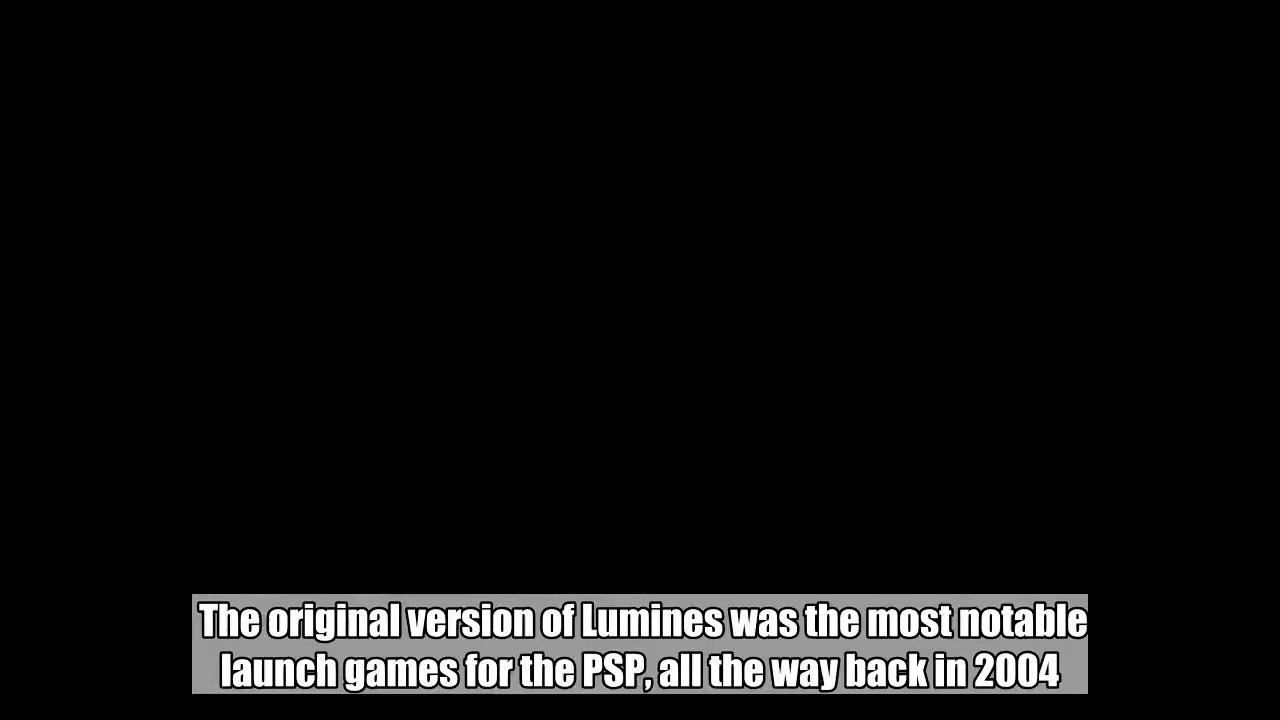 The original version of Lumines was the most notable
launch games for the PSP, all the way back in 2004